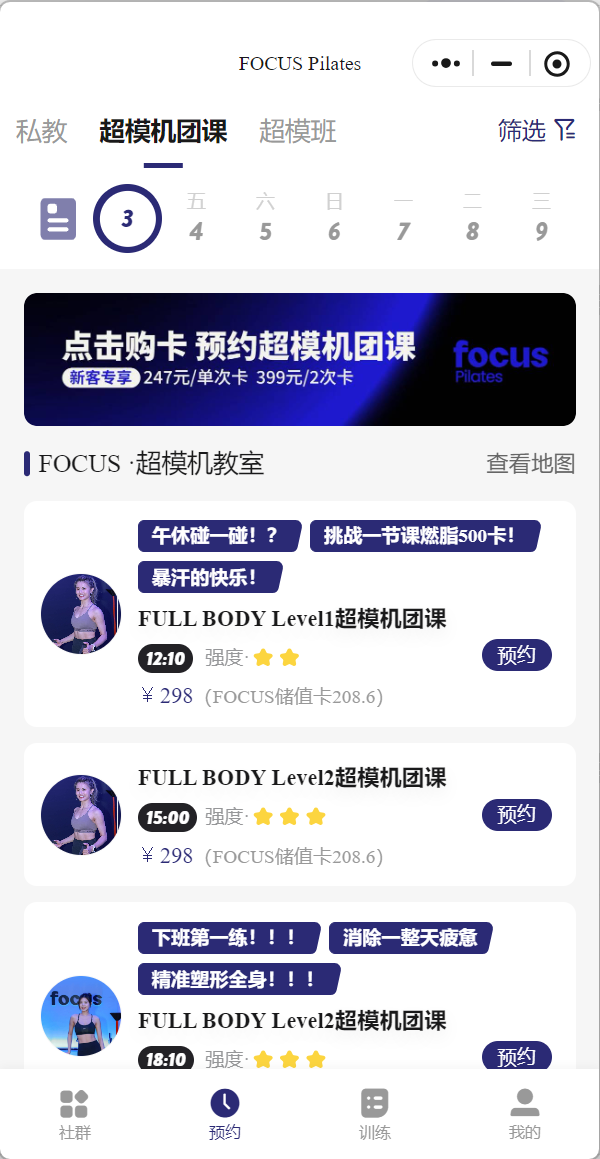 FOCUS Pilates
私教 超模机团课 超模班 筛选
五 六 日 一 二 三
3 4 5 6 7 8 9
点击购卡 预约超模机团课
新客专享 247元/单次卡 399元/2次卡
focus
Pilates
FOCUS ·超模机教室 查看地图
午休碰一碰！？ 挑战一节课燃脂500卡！
暴汗的快乐！
FULL BODY Level1超模机团课
12:10 强度· 预约
￥298 (FOCUS储值卡208.6)
FULL BODY Level2超模机团课
15:00 强度· 预约
￥298 (FOCUS储值卡208.6)
下班第一练！！！ 消除一整天疲惫
精准塑形全身！！！
focus
FULL BODY Level2超模机团课
18:10 强度· 预约
社群 预约 训练 我的